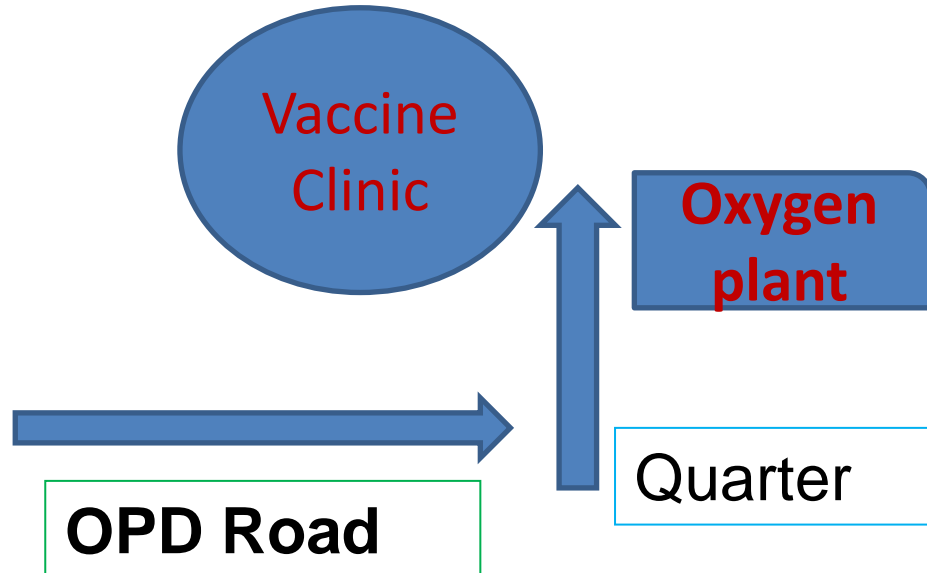 Vaccine
Clinic
Oxygen
plant
Quarter
OPD Road